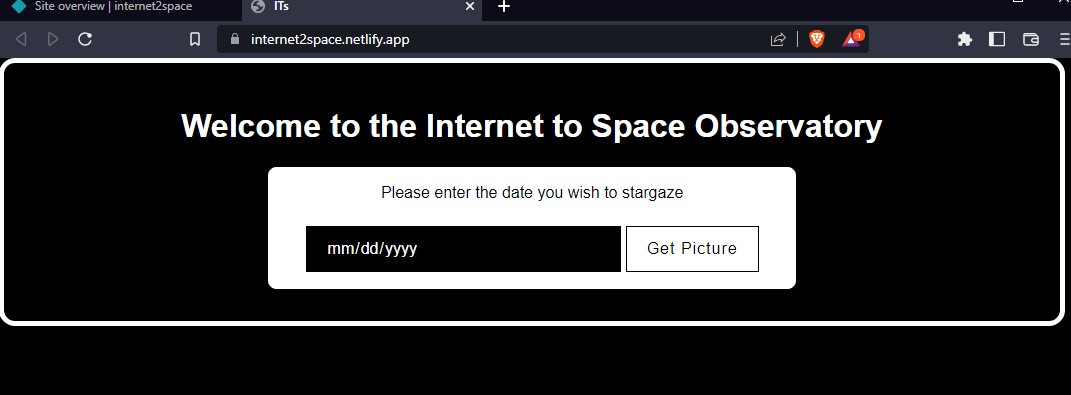 Site overview | internet2space
ITs
internet2space.netlify.app
1
Welcome to the Internet to Space Observatory
Please enter the date you wish to stargaze
mm/dd/yyyy
Get Picture